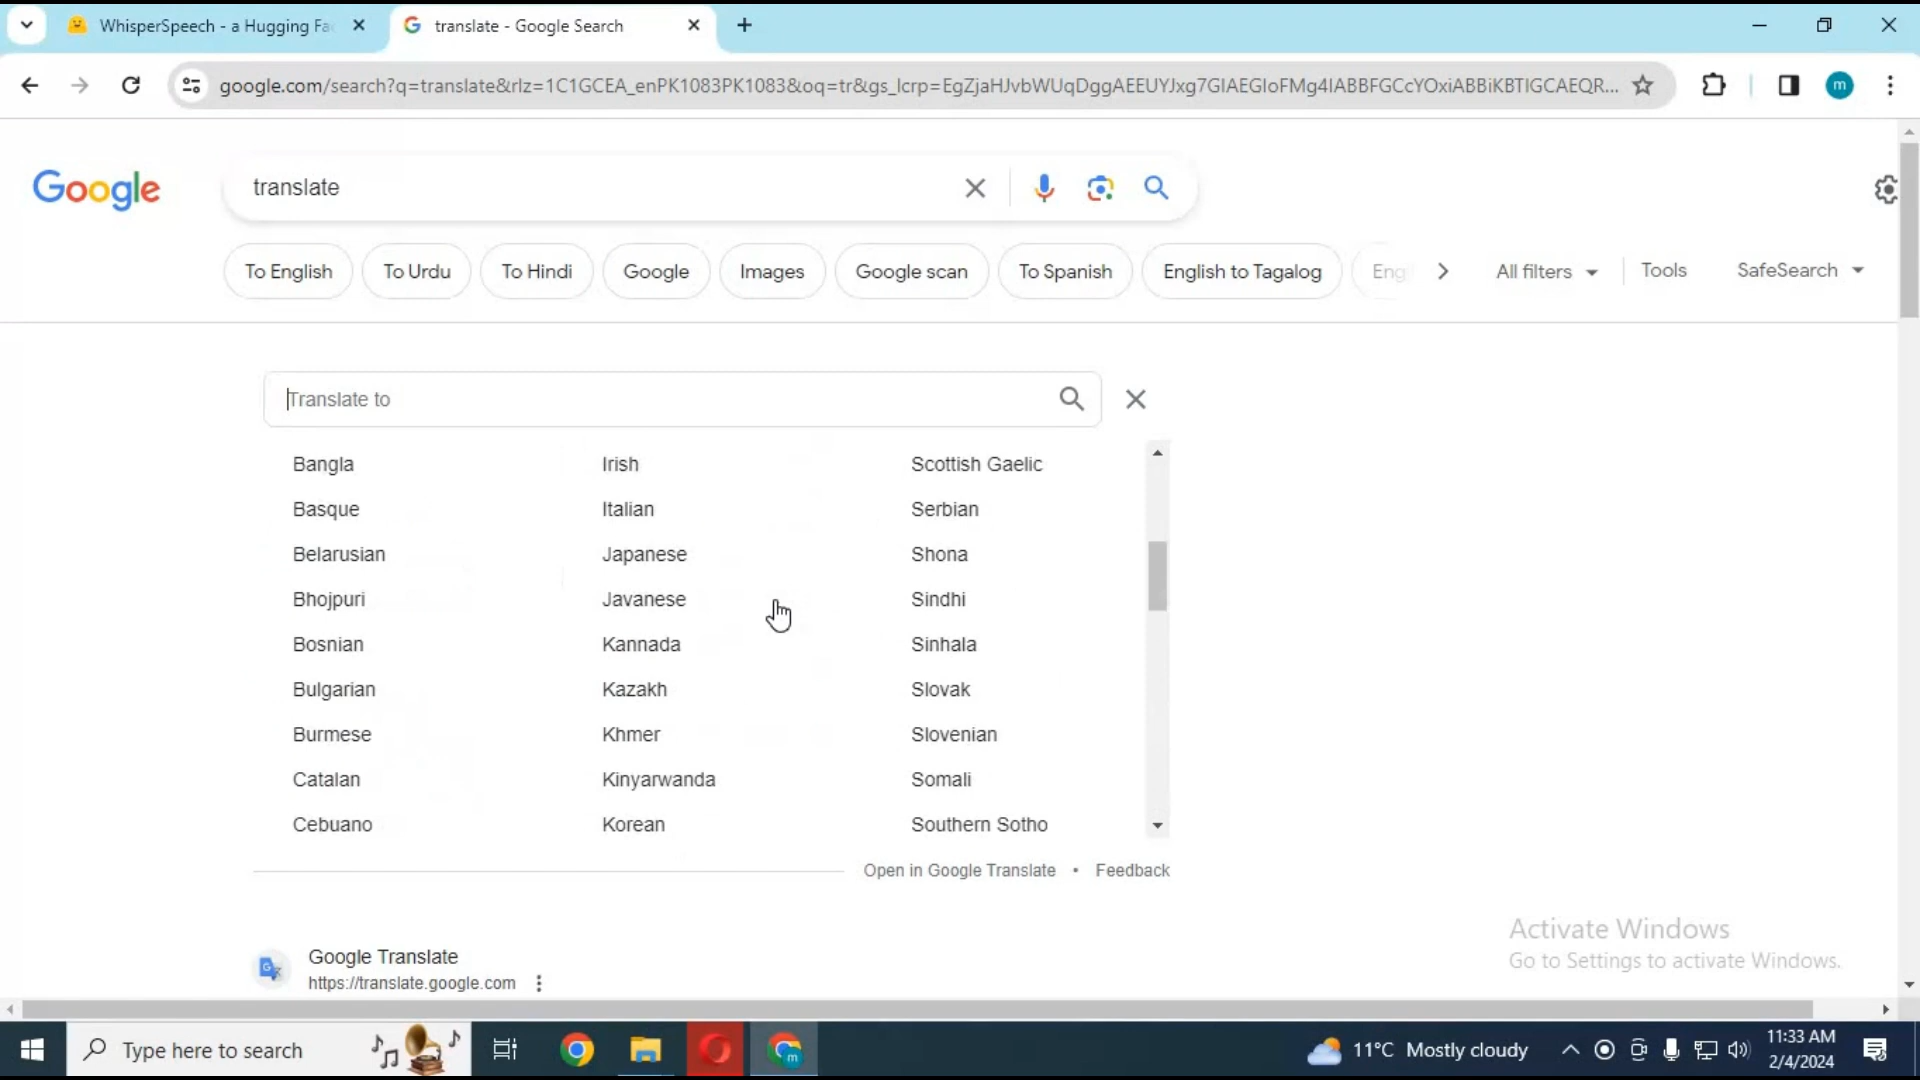 WhisperSpeech - a Hugging Fa
translate - Google Search
google.com/search?q=translate&rlz=1C1GCEA_enPK1083PK1083&oq=tr&gs_lcrp=EgZjaHJvbWUqDggAEEUYJxg7GIAEGIoFMg4IABBFGCcYOxiABBiKBTIGCAEQR...
m
Google
translate
To English
To Urdu
To Hindi
Google
Images
Google scan
To Spanish
English to Tagalog
Eng
All filters
Tools
SafeSearch
Translate to
Bangla Irish Scottish Gaelic
Basque Italian Serbian
Belarusian Japanese Shona
Bhojpuri Javanese Sindhi
Bosnian Kannada Sinhala
Bulgarian Kazakh Slovak
Burmese Khmer Slovenian
Catalan Kinyarwanda Somali
Cebuano Korean Southern Sotho
Open in Google Translate • Feedback
Google Translate
https://translate.google.com
Activate Windows
Go to Settings to activate Windows.
Type here to search
m
11°C Mostly cloudy
11:33 AM
2/4/2024